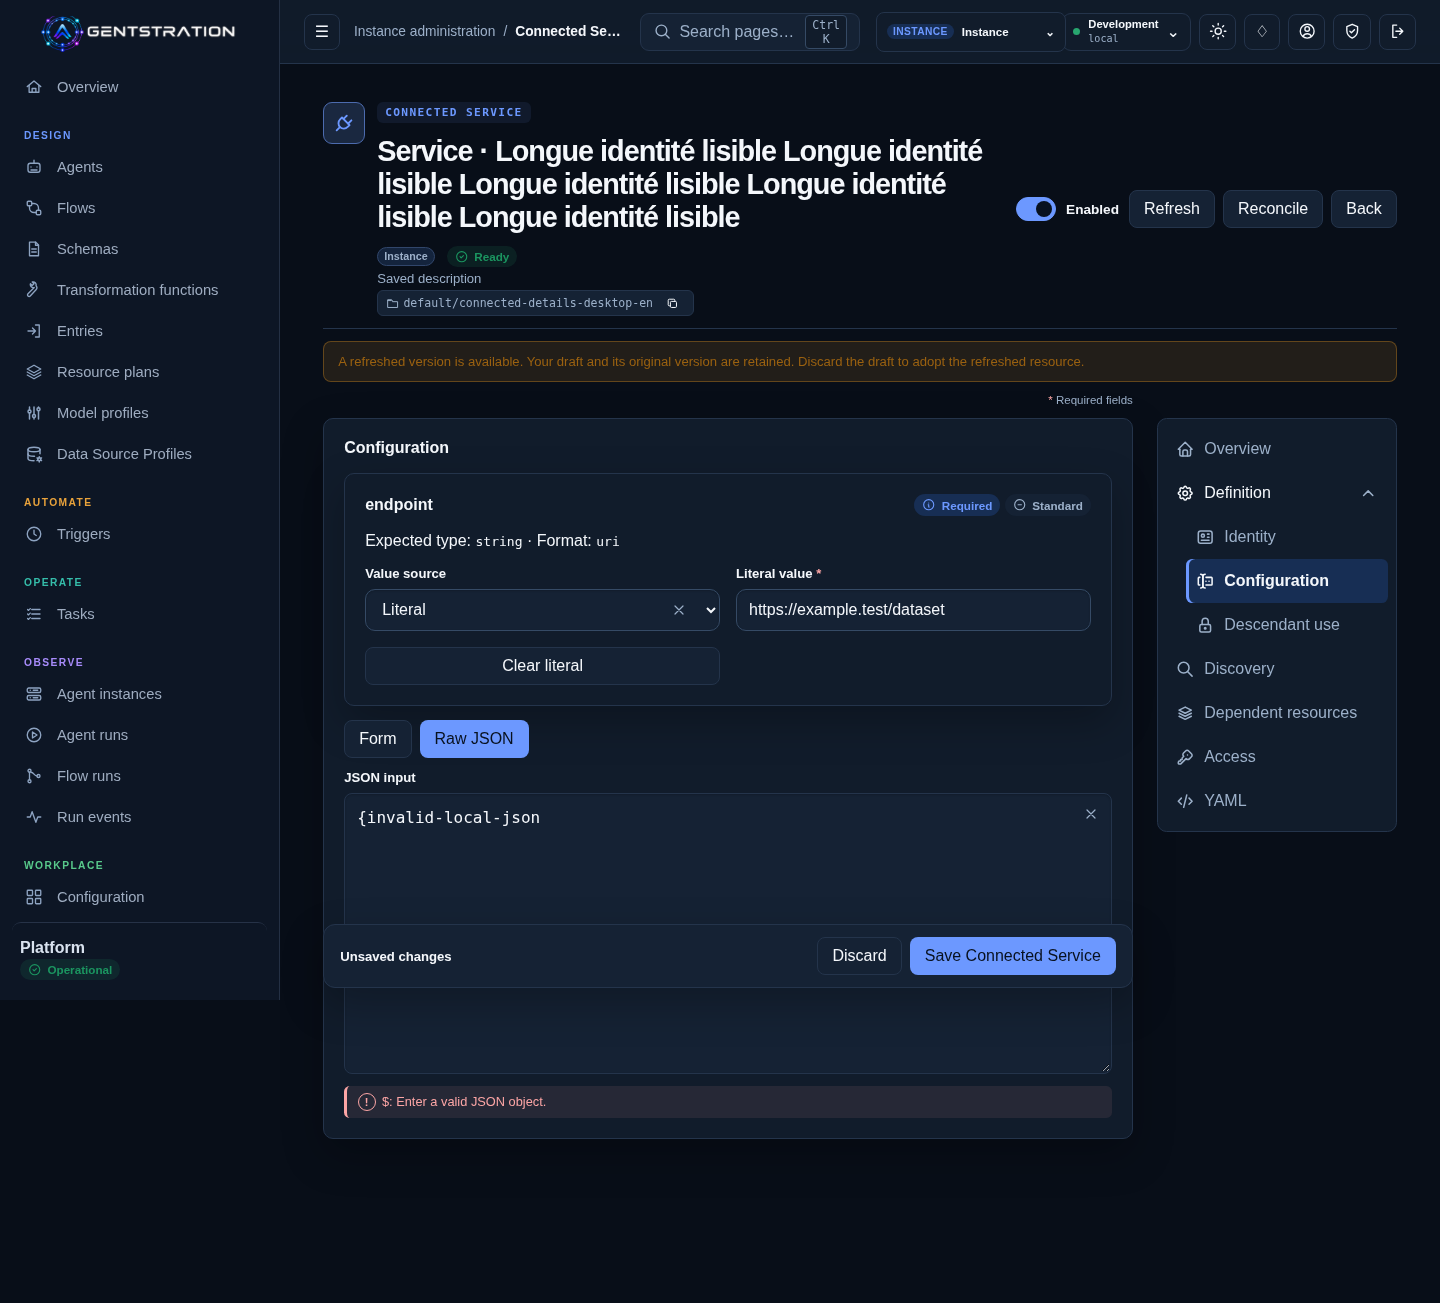 GENTSTRATION
Overview
DESIGN
Agents
Flows
Schemas
Transformation functions
Entries
Resource plans
Model profiles
Data Source Profiles
AUTOMATE
Triggers
OPERATE
Tasks
OBSERVE
Agent instances
Agent runs
Flow runs
Run events
WORKPLACE
Configuration
Platform
Operational
Instance administration / Connected Se…
Search pages…
Ctrl
K
INSTANCE Instance
Development
local
CONNECTED SERVICE
Service · Longue identité lisible Longue identité
lisible Longue identité lisible Longue identité
lisible Longue identité lisible
Enabled
Refresh
Reconcile
Back
Instance
Ready
Saved description
default/connected-details-desktop-en
A refreshed version is available. Your draft and its original version are retained. Discard the draft to adopt the refreshed resource.
* Required fields
Configuration
endpoint
Required
Standard
Expected type: string · Format: uri
Value source
Literal value *
Literal
https://example.test/dataset
Clear literal
Form
Raw JSON
JSON input
{invalid-local-json
Unsaved changes
Discard
Save Connected Service
! $: Enter a valid JSON object.
Overview
Definition
Identity
Configuration
Descendant use
Discovery
Dependent resources
Access
YAML